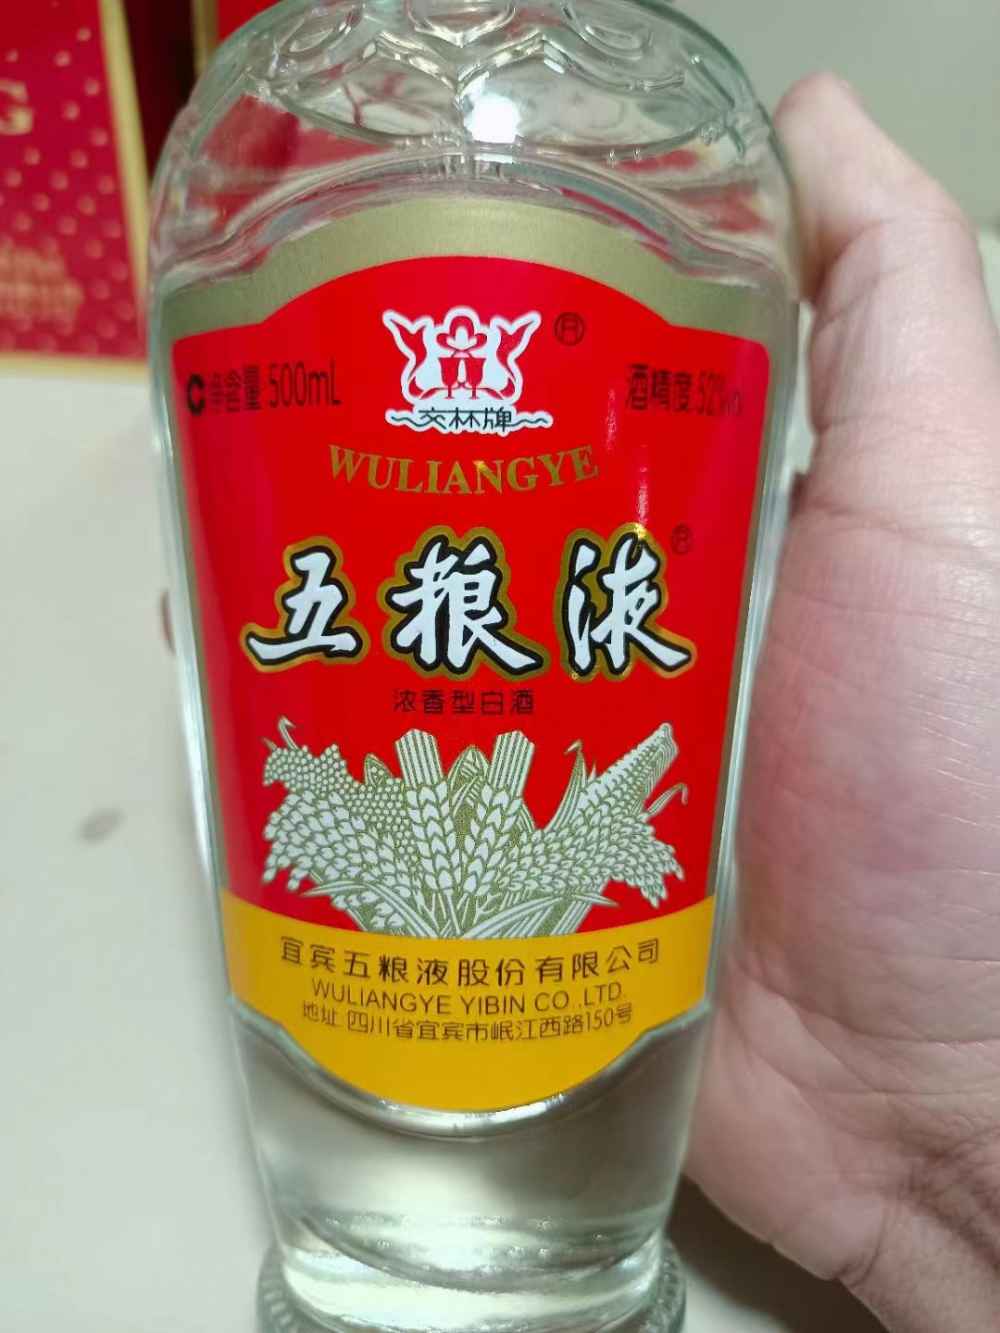 G
交杯牌
R
C 净含量 500mL
酒精度 52%vol
WULIANGYE
五粮液
R
浓香型白酒
宜宾五粮液股份有限公司
WULIANGYE YIBIN CO .LTD
地址 四川省宜宾市岷江西路150号